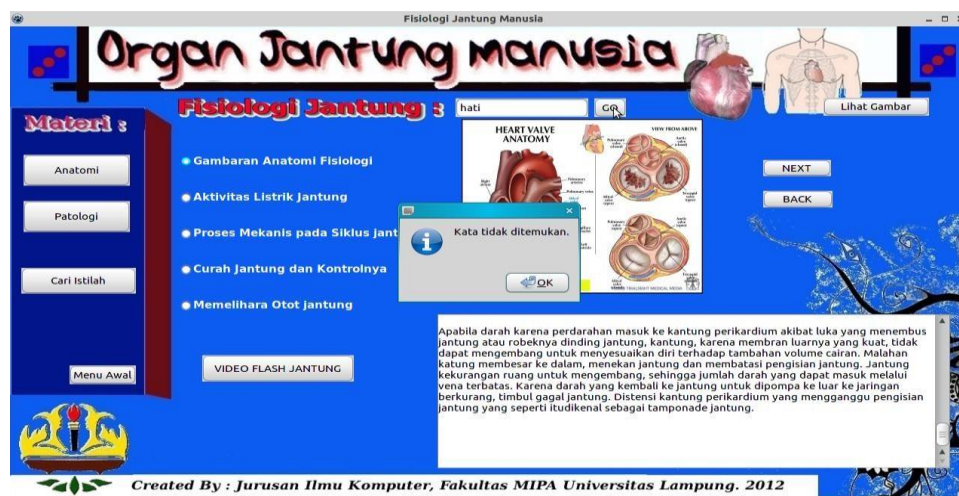 Fisiologi Jantung Manusia
Organ Jantung manusia
Materi :
Fisiologi Jantung :
hati
GO
Lihat Gambar
Anatomi
Patologi
Cari Istilah
Menu Awal
Gambaran Anatomi Fisiologi
Aktivitas Listrik Jantung
Proses Mekanis pada Siklus jant
Curah Jantung dan Kontrolnya
Memelihara Otot jantung
VIDEO FLASH JANTUNG
HEART VALVE
ANATOMY
VIEW FROM ABOVE
NEXT
BACK
Kata tidak ditemukan.
OK
Apabila darah karena perdarahan masuk ke kantung perikardium akibat luka yang menembus
jantung atau robeknya dinding jantung, kantung, karena membran luarnya yang kuat, tidak
dapat mengembang untuk menyesuaikan diri terhadap tambahan volume cairan. Malahan
katung membesar ke dalam, menekan jantung dan membatasi pengisian jantung. Jantung
kekurangan ruang untuk mengembang, sehingga jumlah darah yang dapat masuk melalui
vena terbatas. Karena darah yang kembali ke jantung untuk dipompa ke luar ke jaringan
berkurang, timbul gagal jantung. Distensi kantung perikardium yang mengganggu pengisian
jantung yang seperti itudikenal sebagai tamponade jantung.
Created By : Jurusan Ilmu Komputer, Fakultas MIPA Universitas Lampung. 2012